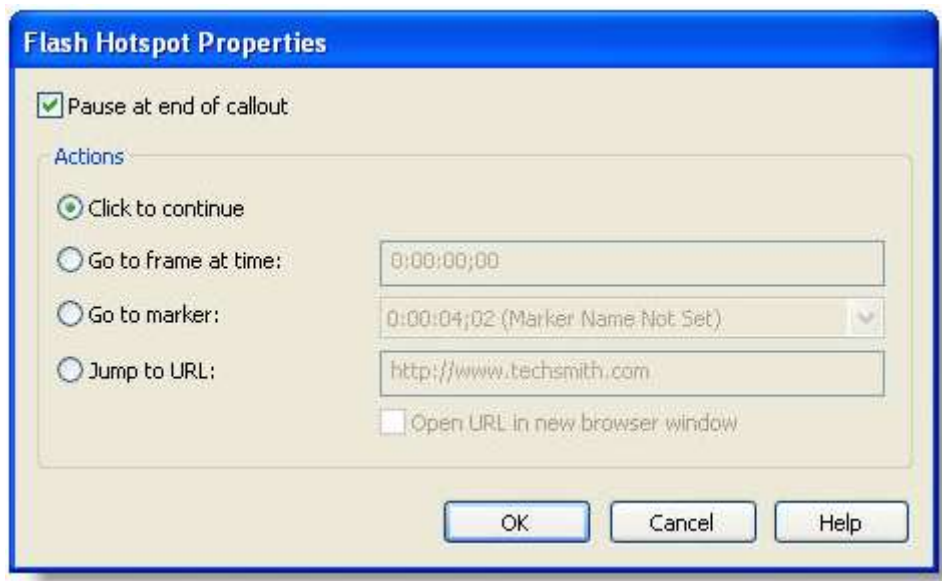 Flash Hotspot Properties
Pause at end of callout
Actions
Click to continue
Go to frame at time: 0:00:00;00
Go to marker: 0:00:04;02 (Marker Name Not Set)
Jump to URL: http://www.techsmith.com
Open URL in new browser window
OK Cancel Help